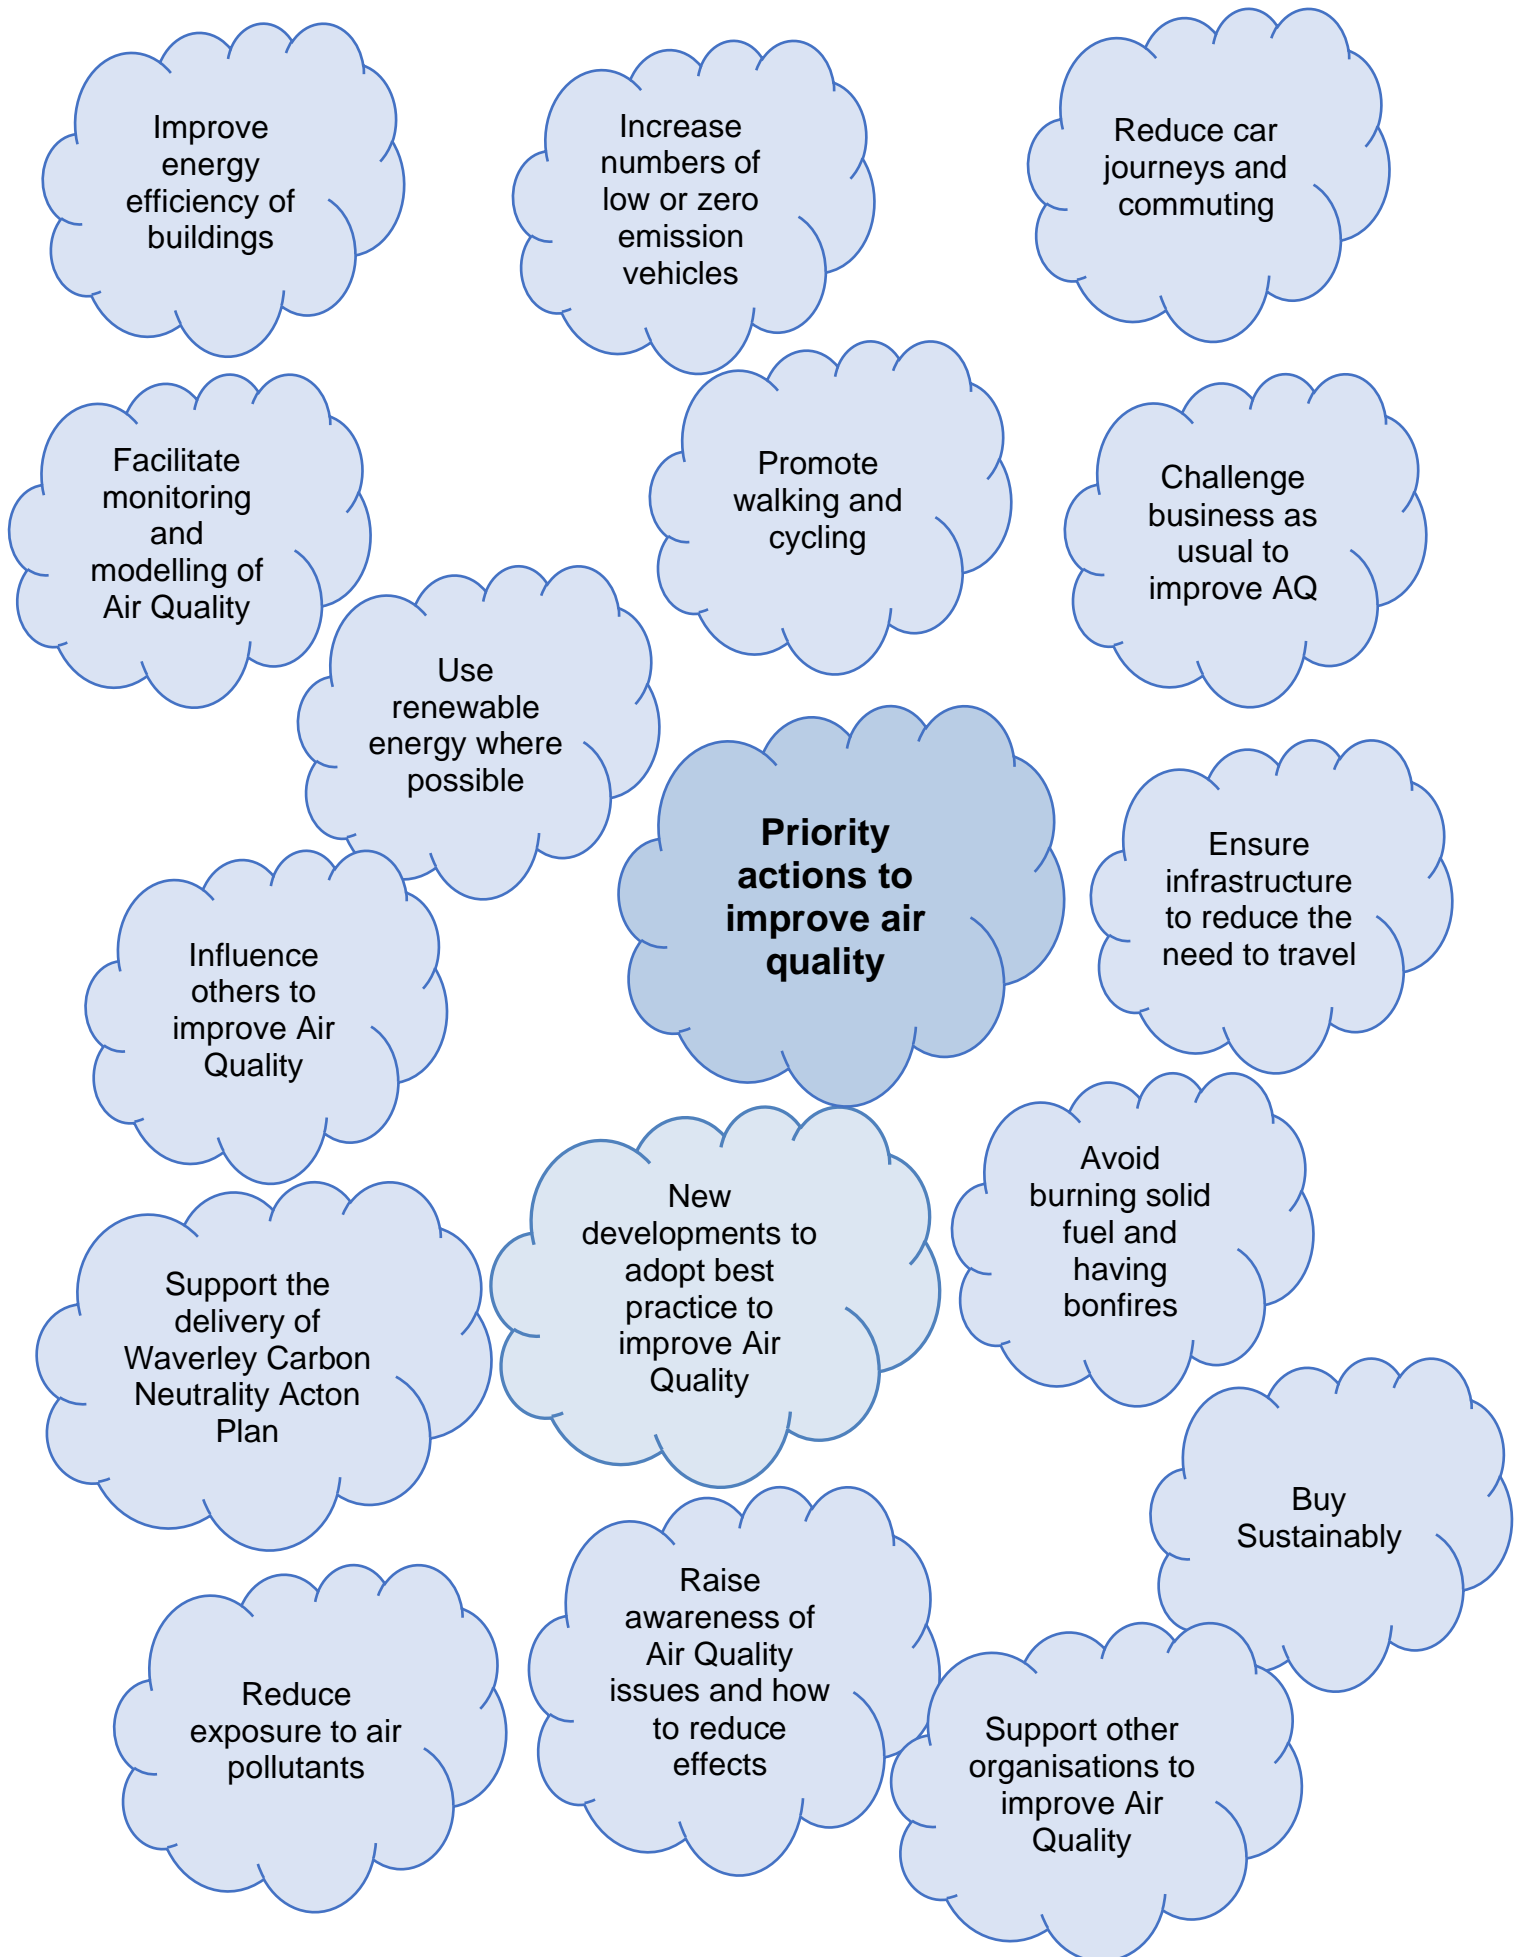 Improve
energy
efficiency of
buildings
Increase
numbers of
low or zero
emission
vehicles
Reduce car
journeys and
commuting
Facilitate
monitoring
and
modelling of
Air Quality
Promote
walking and
cycling
Challenge
business as
usual to
improve AQ
Use
renewable
energy where
possible
Priority
actions to
improve air
quality
Ensure
infrastructure
to reduce the
need to travel
Influence
others to
improve Air
Quality
New
developments to
adopt best
practice to
improve Air
Quality
Avoid
burning solid
fuel and
having
bonfires
Support the
delivery of
Waverley Carbon
Neutrality Acton
Plan
Buy
Sustainably
Raise
awareness of
Air Quality
issues and how
to reduce
effects
Reduce
exposure to air
pollutants
Support other
organisations to
improve Air
Quality